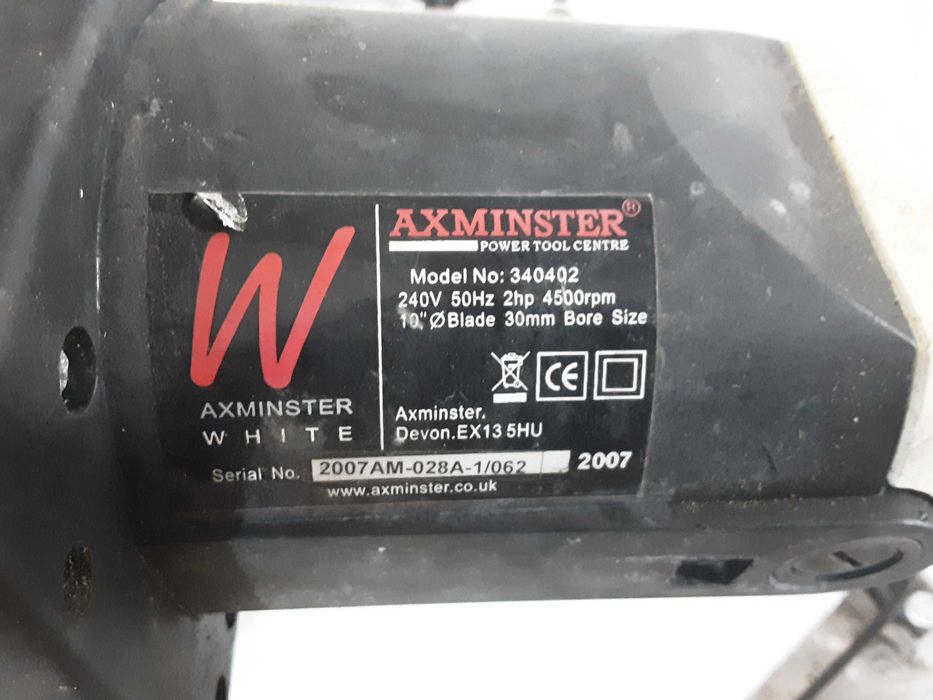 W
AXMINSTER
WHITE
AXMINSTER®
POWER TOOL CENTRE
Model No: 340402
240V 50Hz 2hp 4500rpm
10" Ø Blade 30mm Bore Size
CE
Axminster.
Devon.EX13 5HU
Serial No. 2007AM-028A-1/062 2007
www.axminster.co.uk